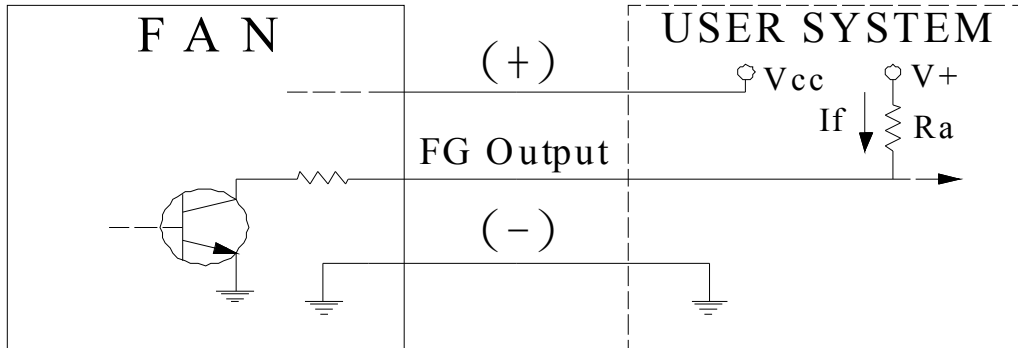 F A N
USER SYSTEM
(+)
Vcc
V+
If
Ra
FG Output
(-)